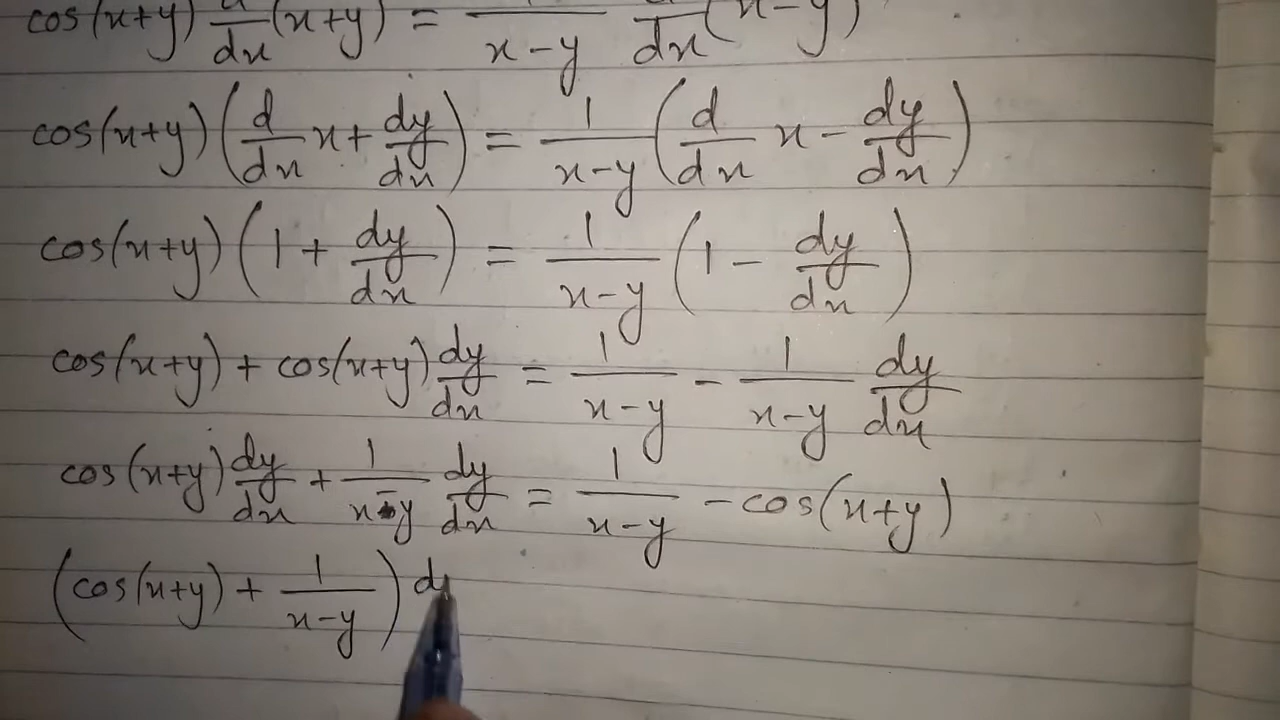 cos(x+y) d/dx (x+y) = 1/(x-y) d/dx (x-y)
cos(x+y) (d/dx x + dy/dx) = 1/(x-y) (d/dx x - dy/dx)
cos(x+y) (1 + dy/dx) = 1/(x-y) (1 - dy/dx)
cos(x+y) + cos(x+y) dy/dx = 1/(x-y) - 1/(x-y) dy/dx
cos(x+y) dy/dx + 1/(x-y) dy/dx = 1/(x-y) - cos(x+y)
(cos(x+y) + 1/(x-y)) dy